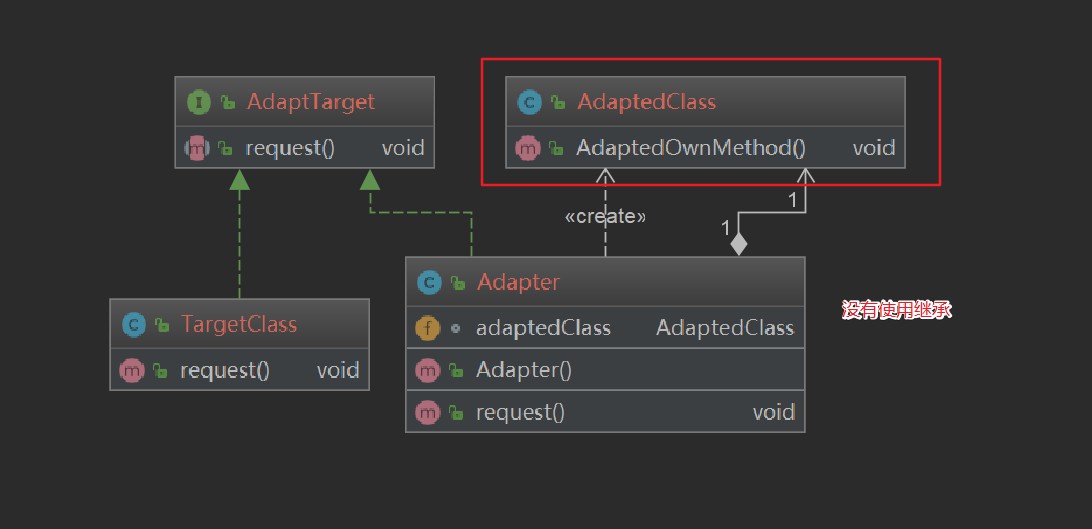 I AdaptTarget
m request() void
C AdaptedClass
m AdaptedOwnMethod() void
«create»
1
1
C TargetClass
m request() void
C Adapter
f adaptedClass AdaptedClass
m Adapter()
m request() void
没有使用继承